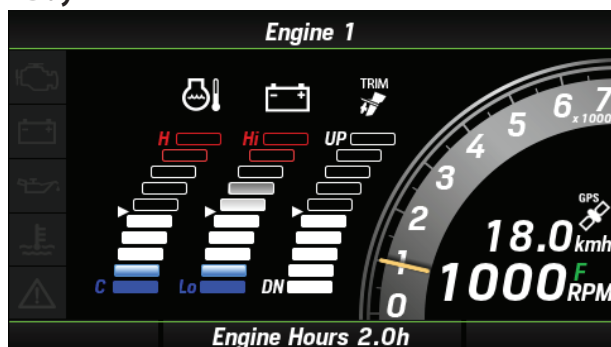 Engine 1
TRIM
H
Hi
UP
C
Lo
DN
7
6
x 1000
5
4
3
2
1
0
GPS
18.0 kmh
F
1000 RPM
Engine Hours 2.0h